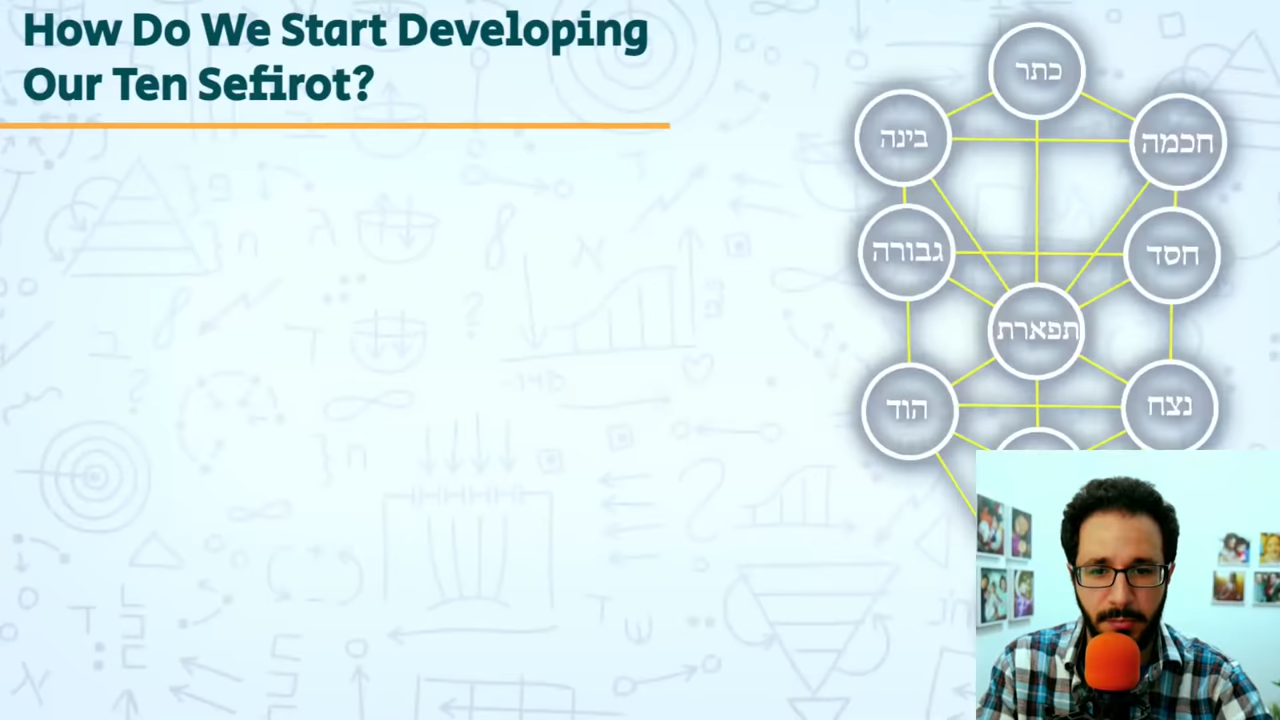 How Do We Start Developing
Our Ten Sefirot?
כתר
חכמה
בינה
חסד
גבורה
תפארת
נצח
הוד